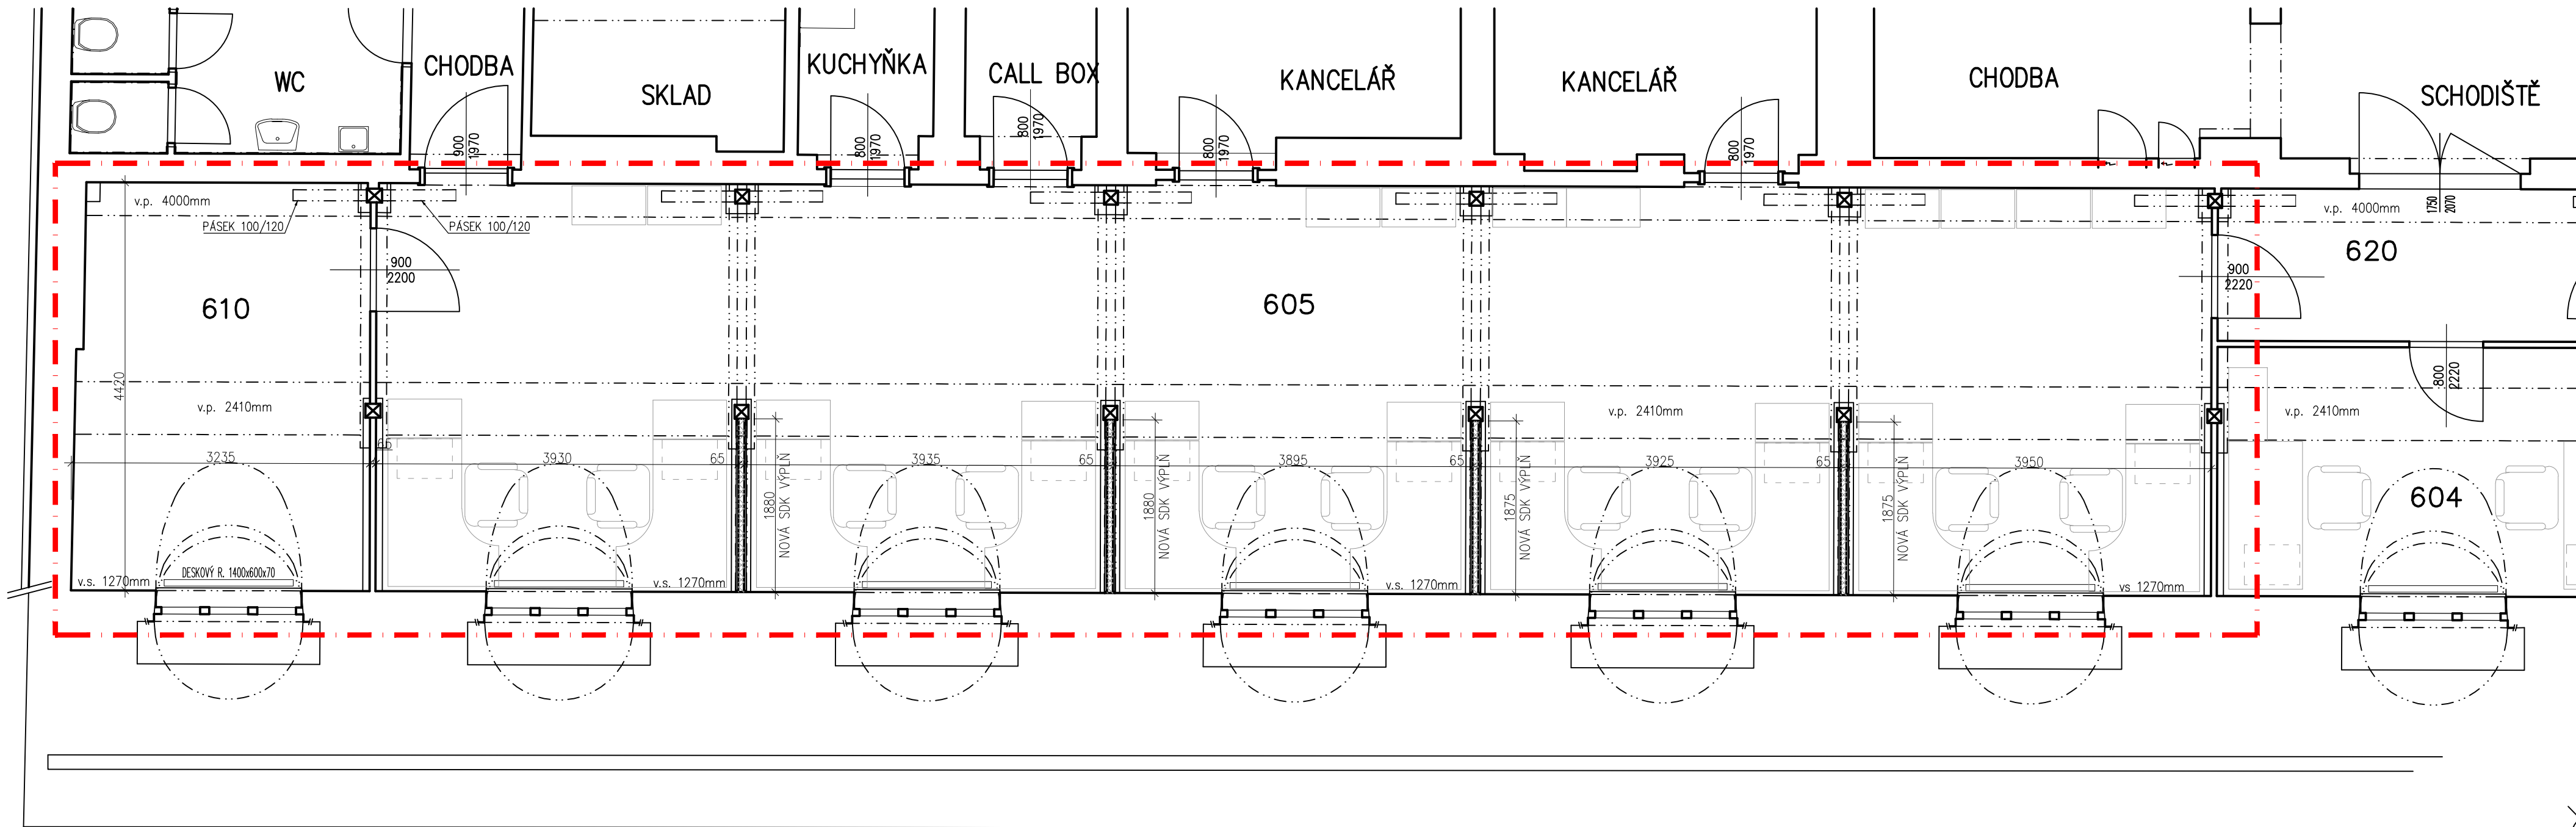 WC
CHODBA
SKLAD
KUCHYŇKA
CALL BOX
KANCELÁŘ
KANCELÁŘ
CHODBA
SCHODIŠTĚ
900
1970
800
1970
800
1970
800
1970
800
1970
1750
2070
v.p. 4000mm
v.p. 4000mm
PÁSEK 100/120
PÁSEK 100/120
900
2200
610
605
620
900
2220
800
2220
4420
v.p. 2410mm
v.p. 2410mm
v.p. 2410mm
3235
65
3930
65
3935
65
3895
65
3925
65
3950
604
1880
NOVÁ SDK VÝPLŇ
1880
NOVÁ SDK VÝPLŇ
1875
NOVÁ SDK VÝPLŇ
1875
NOVÁ SDK VÝPLŇ
v.s. 1270mm
DESKOVÝ R. 1400x600x70
v.s. 1270mm
v.s. 1270mm
vs 1270mm